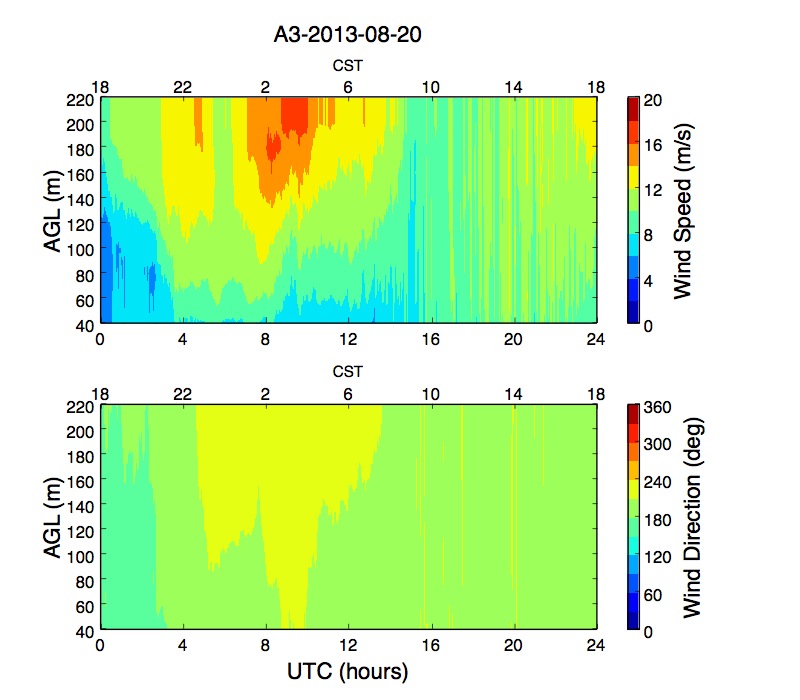 A3-2013-08-20
CST
18 22 2 6 10 14 18
220
200
180
160
140
120
100
80
60
40
AGL (m)
0 4 8 12 16 20 24
20
16
12
8
4
0
Wind Speed (m/s)
CST
18 22 2 6 10 14 18
220
200
180
160
140
120
100
80
60
40
AGL (m)
0 4 8 12 16 20 24
UTC (hours)
360
300
240
180
120
60
0
Wind Direction (deg)